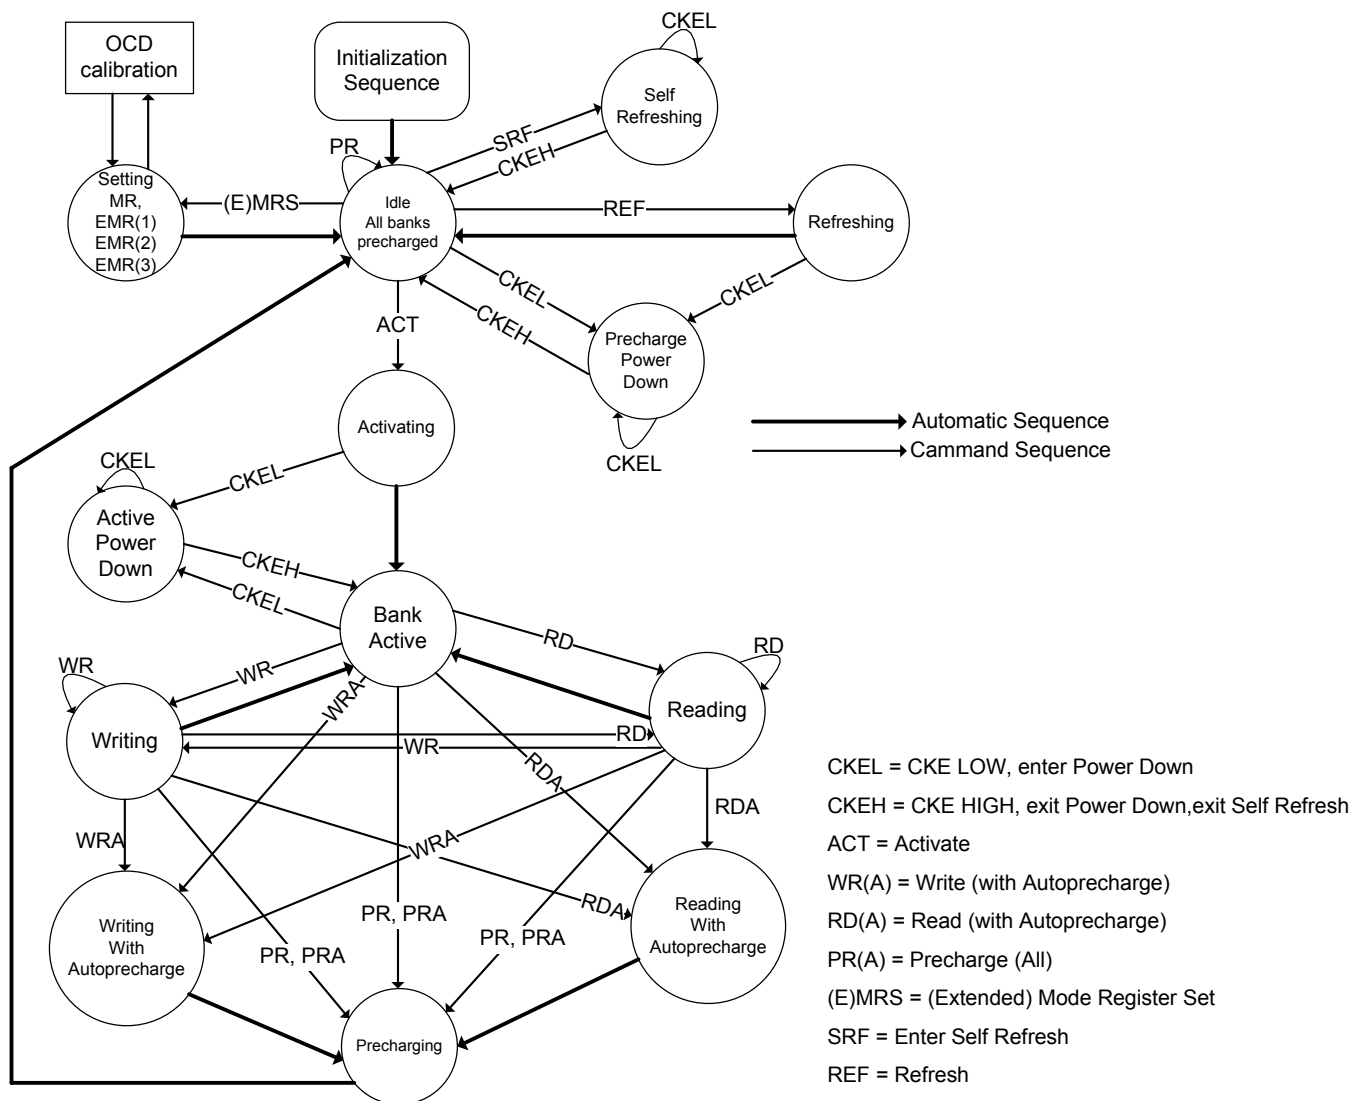 OCD
calibration
Initialization
Sequence
CKEL
Self
Refreshing
SRF
CKEH
PR
Setting
MR,
EMR(1)
EMR(2)
EMR(3)
(E)MRS
Idle
All banks
precharged
REF
Refreshing
CKEL
CKEH
CKEL
ACT
Precharge
Power
Down
CKEL
Activating
Automatic Sequence
Cammand Sequence
CKEL
CKEL
Active
Power
Down
CKEH
CKEL
Bank
Active
RD
RD
WR
WR
WRA
Reading
Writing
RD
WR
RDA
RDA
WRA
WRA
RDA
PR, PRA
PR, PRA
PR, PRA
Writing
With
Autoprecharge
Reading
With
Autoprecharge
Precharging
CKEL = CKE LOW, enter Power Down
CKEH = CKE HIGH, exit Power Down,exit Self Refresh
ACT = Activate
WR(A) = Write (with Autoprecharge)
RD(A) = Read (with Autoprecharge)
PR(A) = Precharge (All)
(E)MRS = (Extended) Mode Register Set
SRF = Enter Self Refresh
REF = Refresh